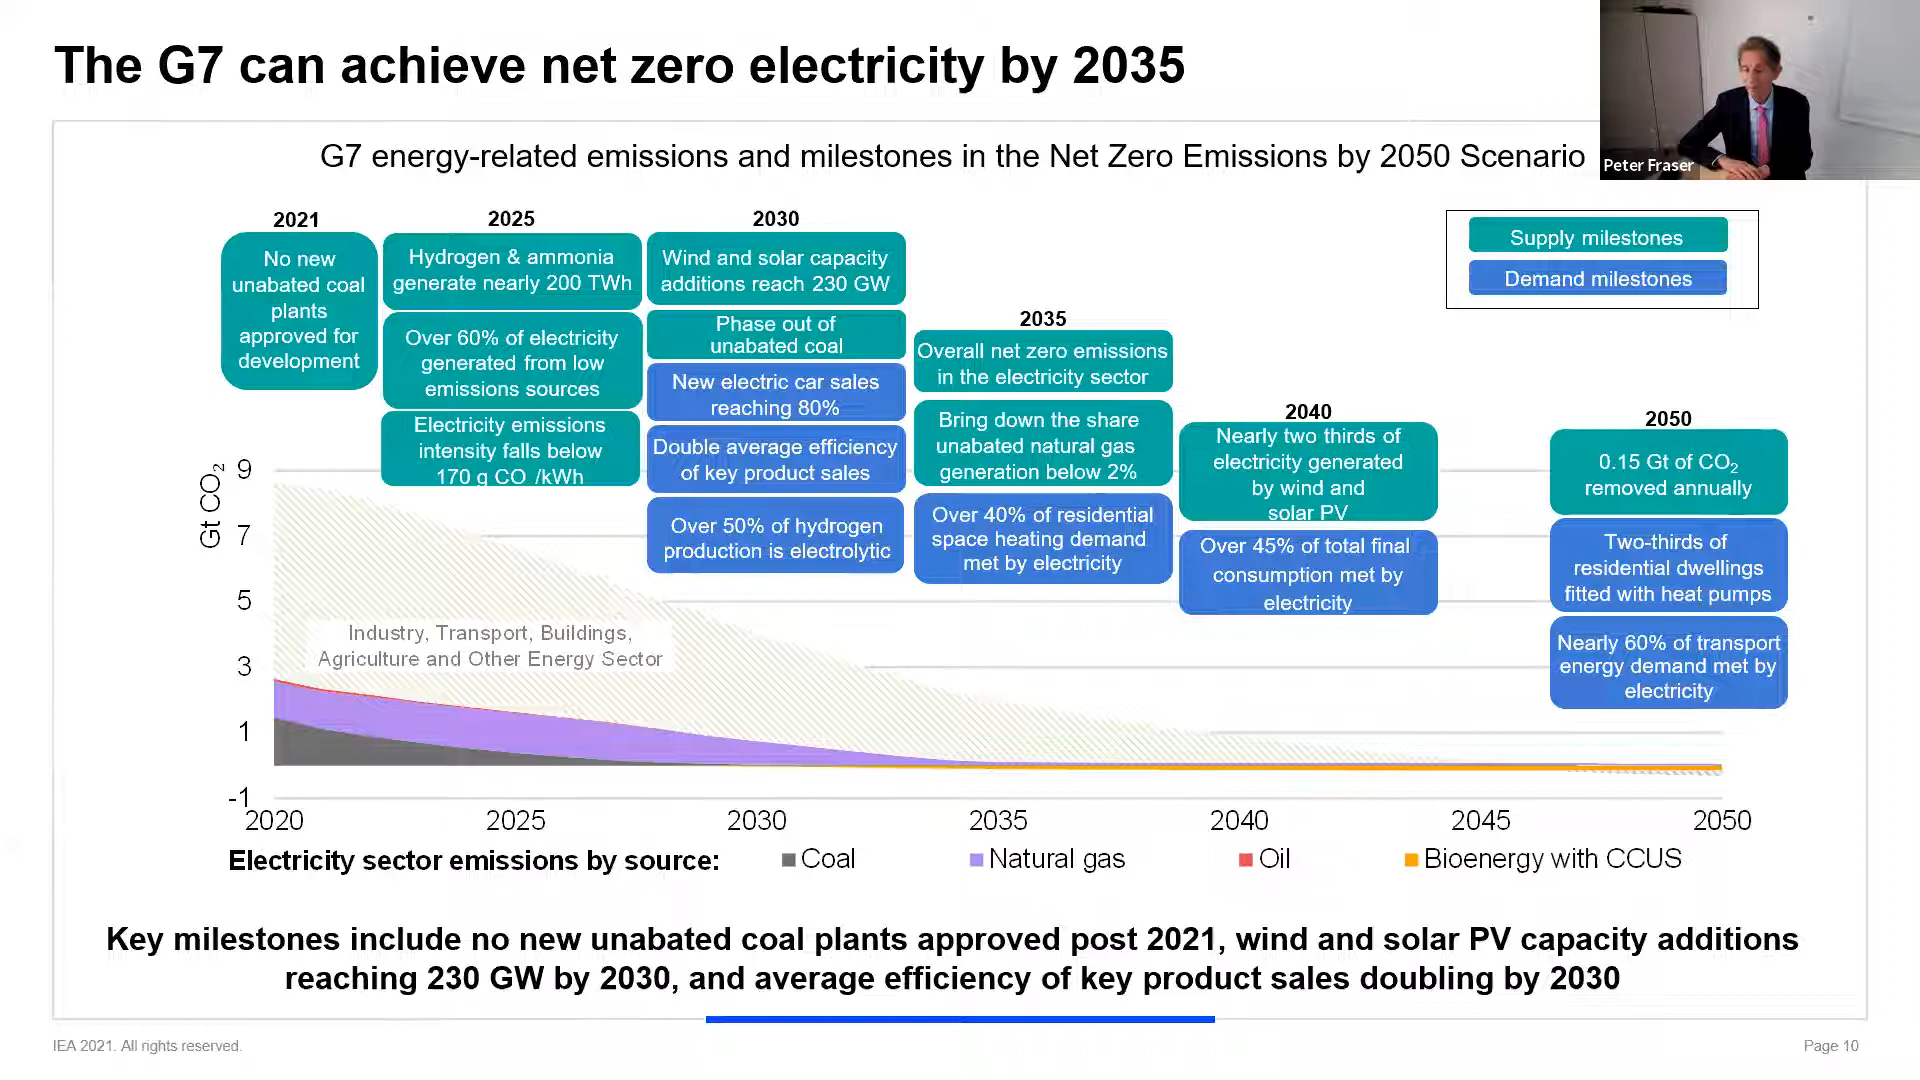 The G7 can achieve net zero electricity by 2035
Peter Fraser
G7 energy-related emissions and milestones in the Net Zero Emissions by 2050 Scenario
2021
No new
unabated coal
plants
approved for
development
2025
Hydrogen & ammonia
generate nearly 200 TWh
Over 60% of electricity
generated from low
emissions sources
Electricity emissions
intensity falls below
170 g CO /kWh
2030
Wind and solar capacity
additions reach 230 GW
Phase out of
unabated coal
New electric car sales
reaching 80%
Double average efficiency
of key product sales
Over 50% of hydrogen
production is electrolytic
2035
Overall net zero emissions
in the electricity sector
Bring down the share
unabated natural gas
generation below 2%
Over 40% of residential
space heating demand
met by electricity
2040
Nearly two thirds of
electricity generated
by wind and
solar PV
Over 45% of total final
consumption met by
electricity
2050
0.15 Gt of CO₂
removed annually
Two-thirds of
residential dwellings
fitted with heat pumps
Nearly 60% of transport
energy demand met by
electricity
Supply milestones
Demand milestones
Gt CO₂
9
7
5
3
1
-1
Industry, Transport, Buildings,
Agriculture and Other Energy Sector
2020 2025 2030 2035 2040 2045 2050
Electricity sector emissions by source: Coal Natural gas Oil Bioenergy with CCUS
Key milestones include no new unabated coal plants approved post 2021, wind and solar PV capacity additions
reaching 230 GW by 2030, and average efficiency of key product sales doubling by 2030
IEA 2021. All rights reserved.
Page 10